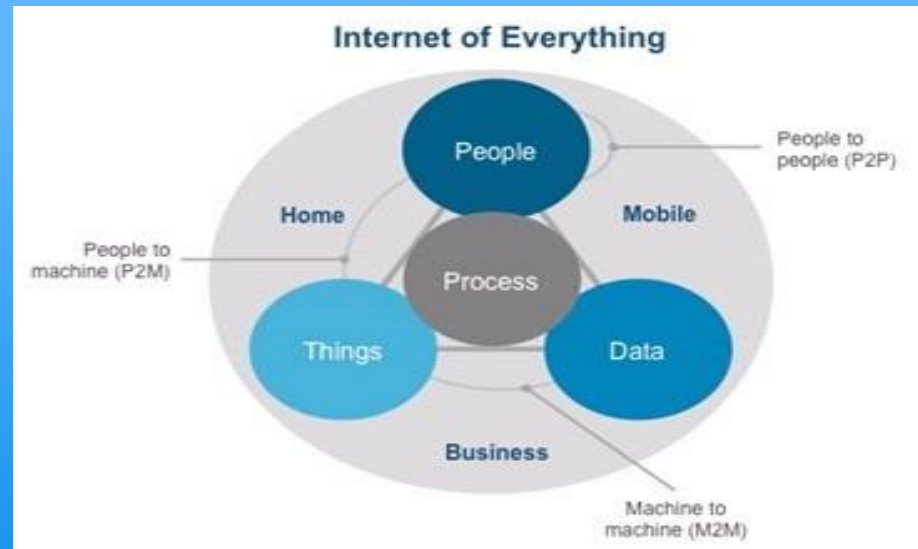 Internet of Everything
People
People to
people (P2P)
Home
Mobile
People to
machine (P2M)
Process
Things
Data
Business
Machine to
machine (M2M)